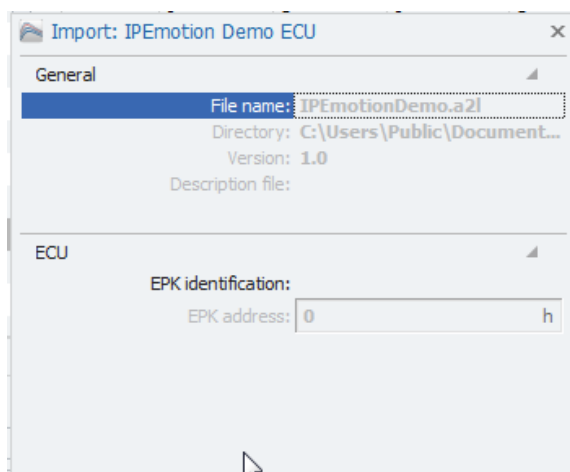 Import: IPEmotion Demo ECU
General
File name: IPEmotionDemo.a2l
Directory: C:\Users\Public\Document...
Version: 1.0
Description file:
ECU
EPK identification:
EPK address: 0 h